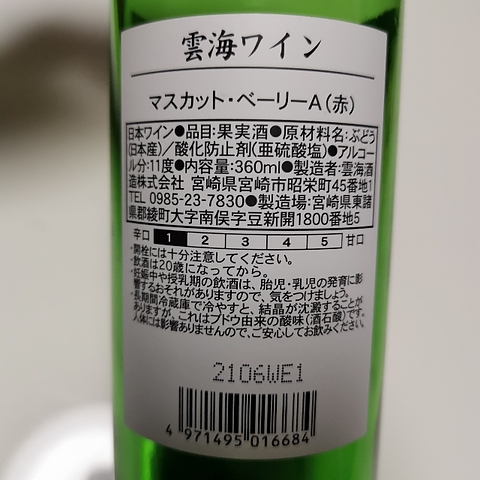 雲海ワイン
マスカット・ベーリーA(赤)
日本ワイン●品目:果実酒●原材料名:ぶどう
(日本産)/酸化防止剤(亜硫酸塩)●アルコー
ル分:11度●内容量:360ml●製造者:雲海酒
造株式会社 宮崎県宮崎市昭栄町45番地1
TEL 0985-23-7830●製造場:宮崎県東諸
県郡綾町大字南俣字豆新開1800番地5
辛口 1 2 3 4 5 甘口
・開栓には十分注意してください。
・飲酒は20歳になってから。
・妊娠中や授乳期の飲酒は、胎児・乳児の発育に影
響するおそれがありますので、気をつけましょう。
・長期間冷蔵庫で冷やすと、結晶が沈澱することが
ありますが、これはブドウ由来の酸味(酒石酸)です。
人体には影響ありませんので、ご安心してお飲みください。
2106WE1
4 971495 016684